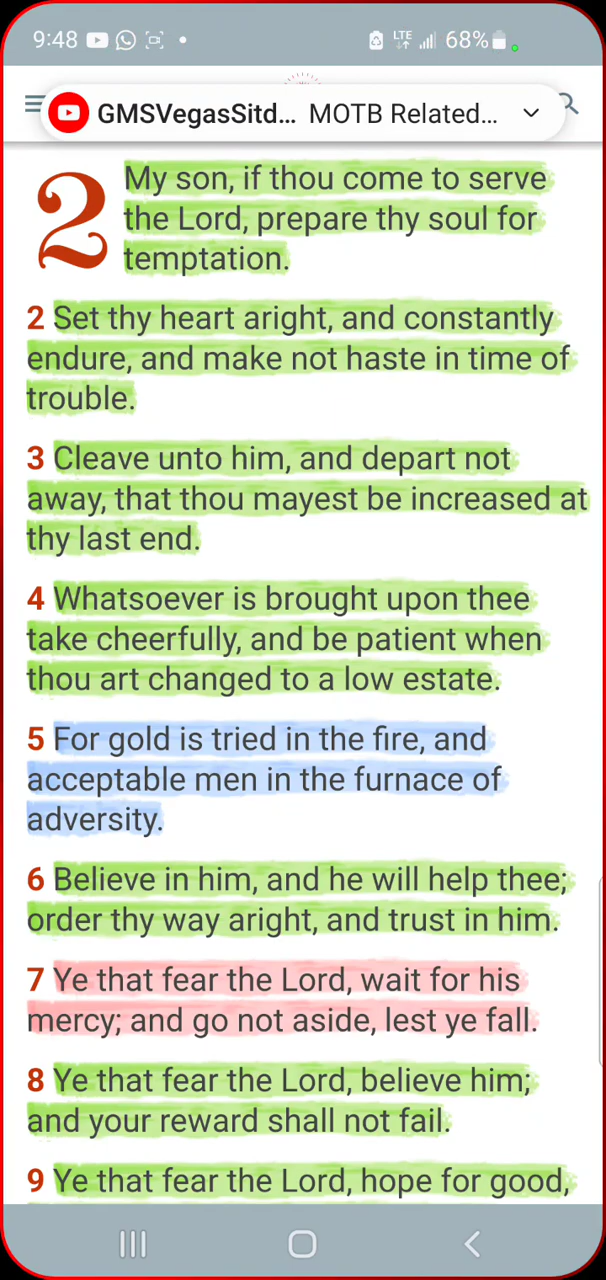 9:48 LTE 68%
GMSVegasSitd... MOTB Related...
2 My son, if thou come to serve
the Lord, prepare thy soul for
temptation.
2 Set thy heart aright, and constantly
endure, and make not haste in time of
trouble.
3 Cleave unto him, and depart not
away, that thou mayest be increased at
thy last end.
4 Whatsoever is brought upon thee
take cheerfully, and be patient when
thou art changed to a low estate.
5 For gold is tried in the fire, and
acceptable men in the furnace of
adversity.
6 Believe in him, and he will help thee;
order thy way aright, and trust in him.
7 Ye that fear the Lord, wait for his
mercy; and go not aside, lest ye fall.
8 Ye that fear the Lord, believe him;
and your reward shall not fail.
9 Ye that fear the Lord, hope for good,